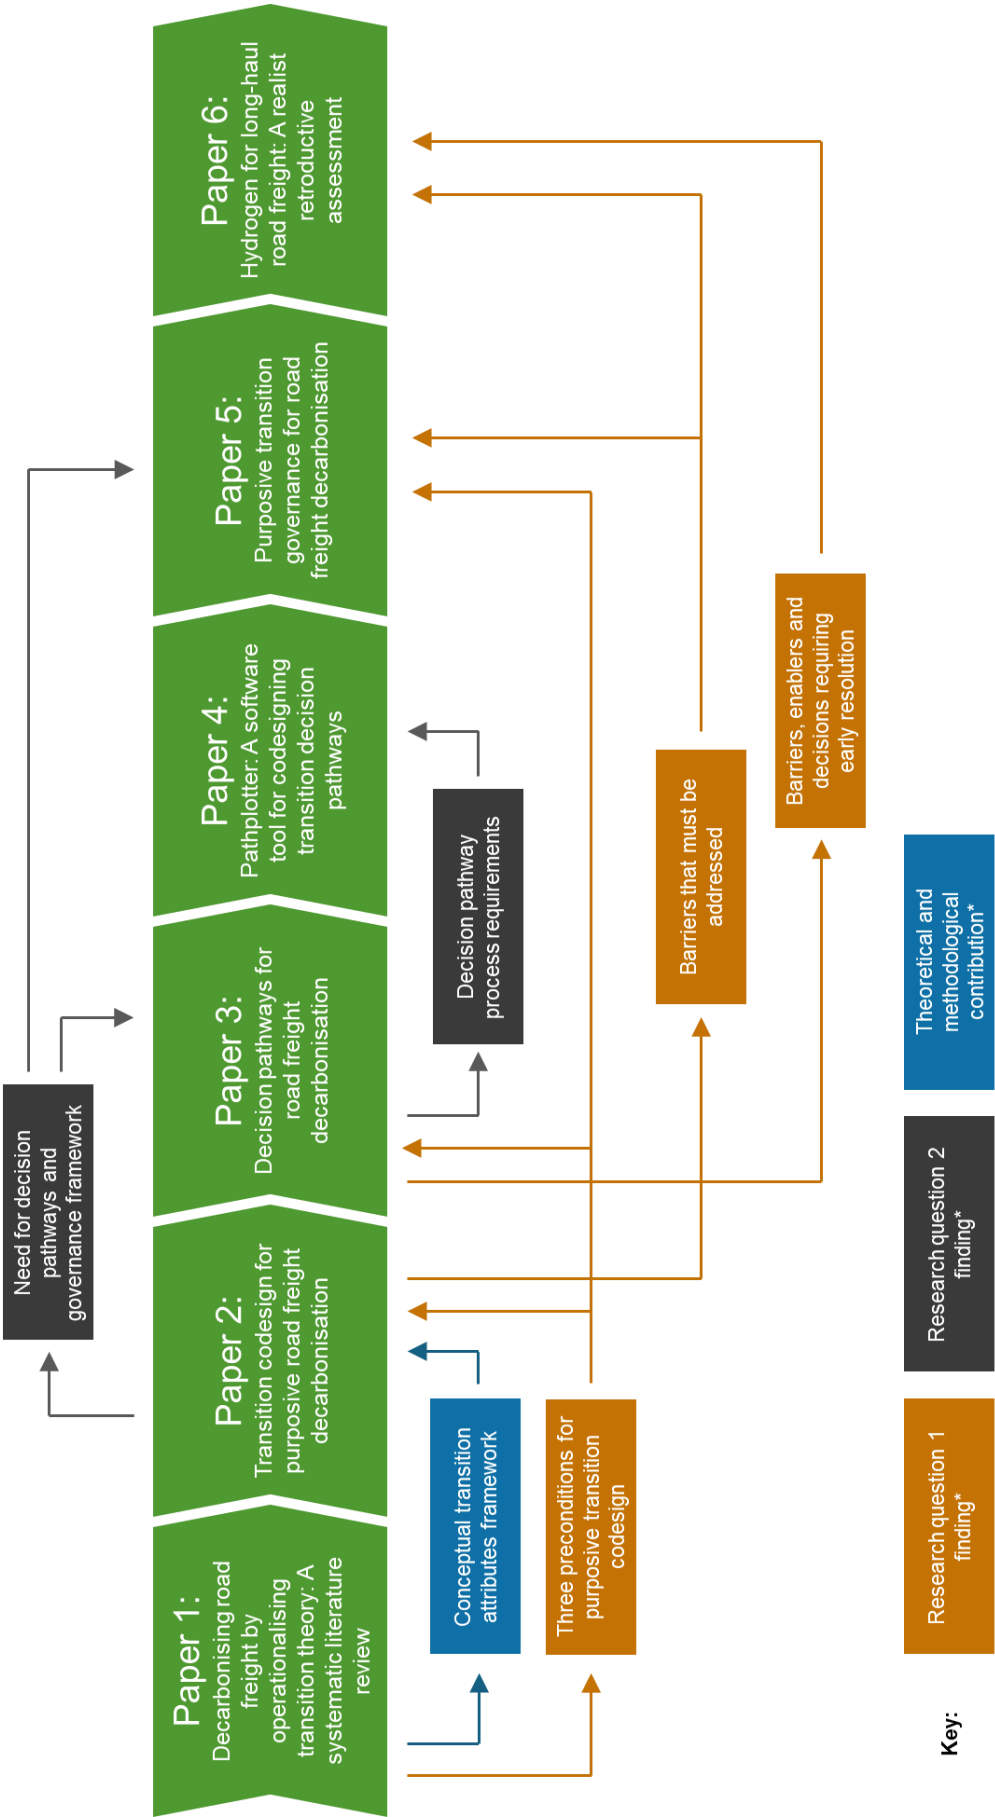 Need for decision
pathways and
governance framework
Paper 1:
Decarbonising road
freight by
operationalising
transition theory: A
systematic literature
review
Paper 2:
Transition codesign for
purposive road freight
decarbonisation
Paper 3:
Decision pathways for
road freight
decarbonisation
Paper 4:
Pathplotter: A software
tool for codesigning
transition decision
pathways
Paper 5:
Purposive transition
governance for road
freight decarbonisation
Paper 6:
Hydrogen for long-haul
road freight: A realist
retroductive
assessment
Conceptual transition
attributes framework
Decision pathway
process requirements
Three preconditions for
purposive transition
codesign
Barriers that must be
addressed
Barriers, enablers and
decisions requiring
early resolution
Key:
Research question 1
finding*
Research question 2
finding*
Theoretical and
methodological
contribution*